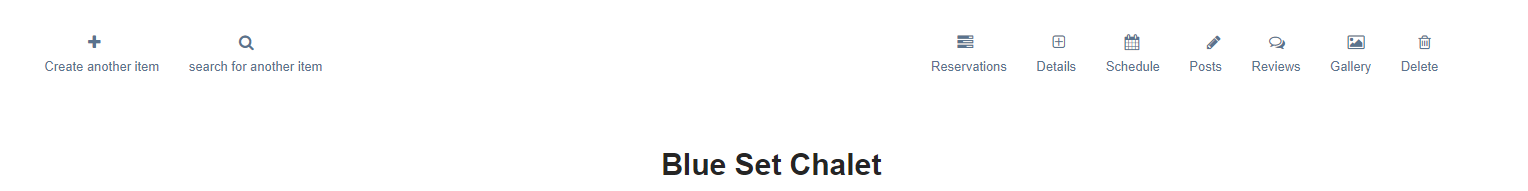 Create another item search for another item Reservations Details Schedule Posts Reviews Gallery Delete
Blue Set Chalet